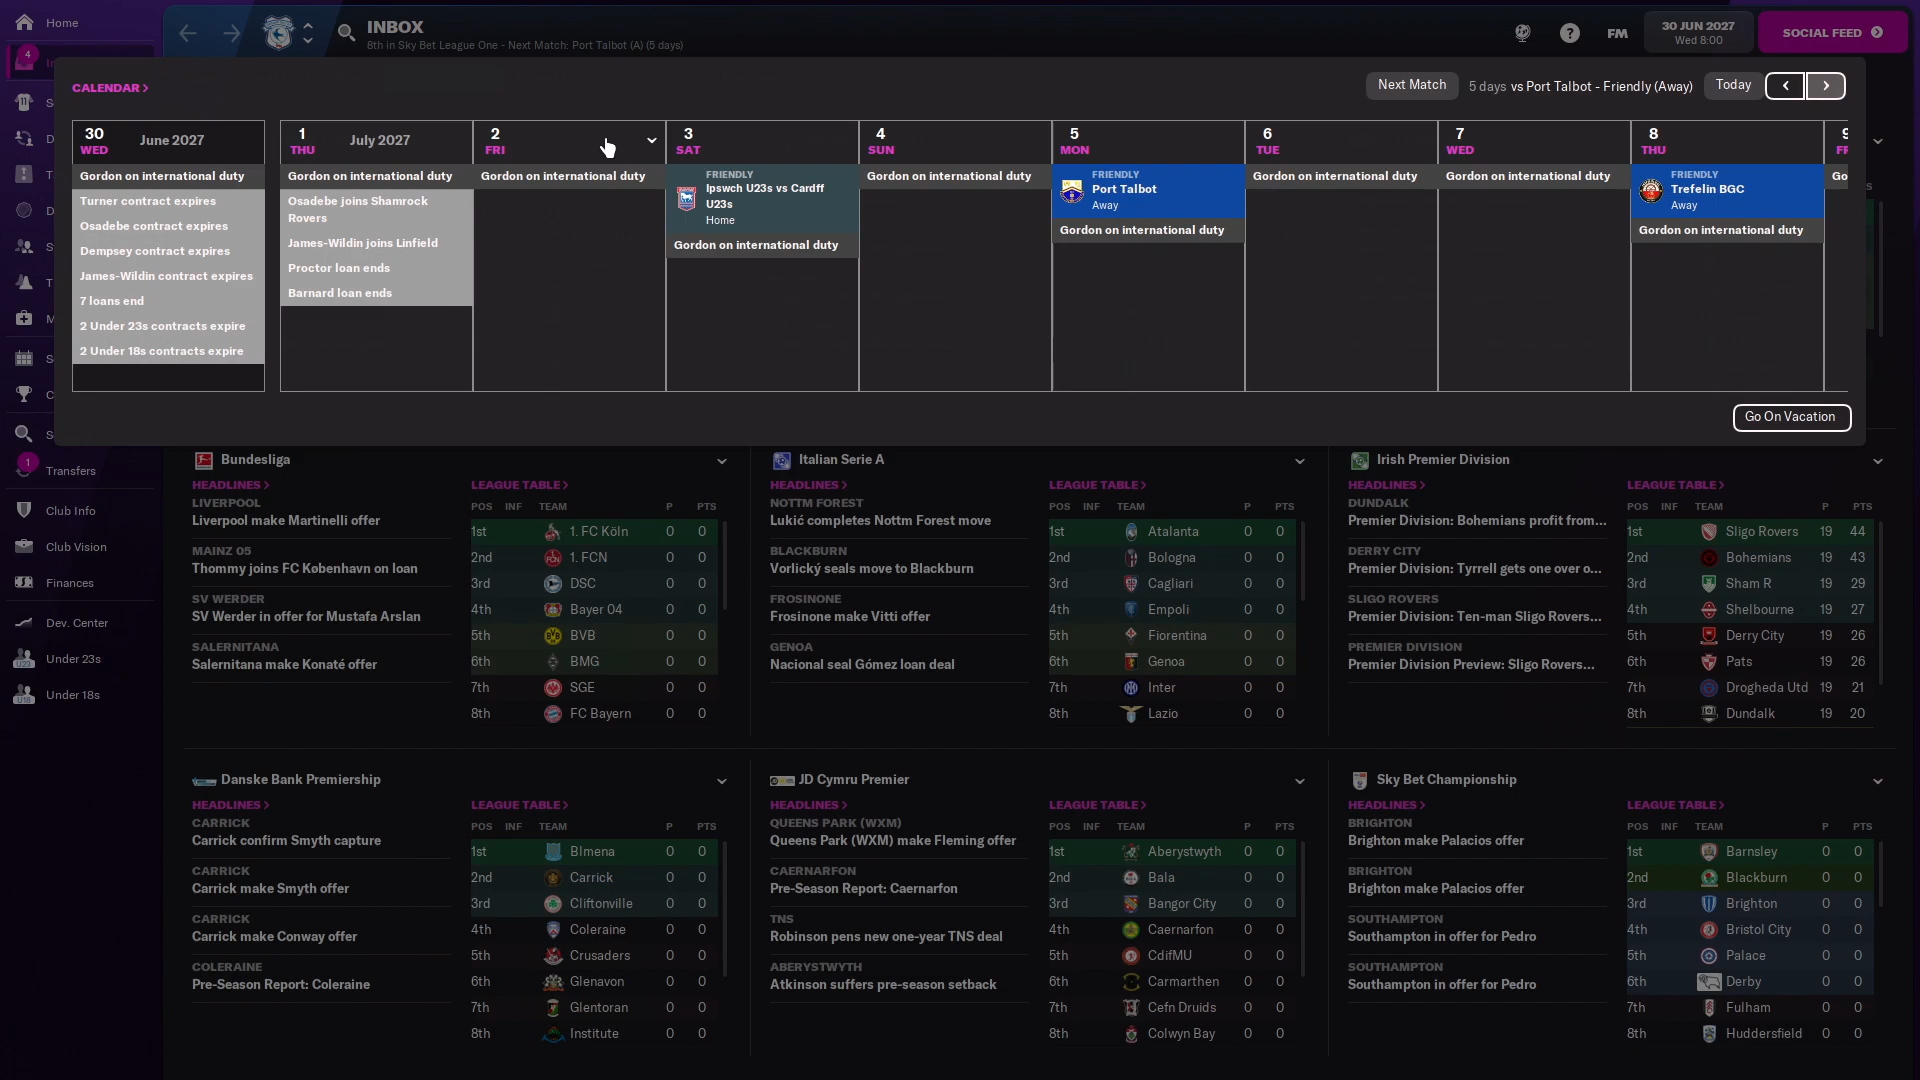 Home
INBOX
8th in Sky Bet League One - Next Match: Port Talbot (A) (5 days)
FM
30 JUN 2027
Wed 8:00
SOCIAL FEED
4
CALENDAR >
Next Match
5 days vs Port Talbot - Friendly (Away)
Today
30
WED
June 2027
Gordon on international duty
Turner contract expires
Osadebe contract expires
Dempsey contract expires
James-Wildin contract expires
7 loans end
2 Under 23s contracts expire
2 Under 18s contracts expire
1
THU
July 2027
Gordon on international duty
Osadebe joins Shamrock
Rovers
James-Wildin joins Linfield
Proctor loan ends
Barnard loan ends
2
FRI
Gordon on international duty
3
SAT
FRIENDLY
Ipswch U23s vs Cardff
U23s
Home
Gordon on international duty
4
SUN
Gordon on international duty
5
MON
FRIENDLY
Port Talbot
Away
Gordon on international duty
6
TUE
Gordon on international duty
7
WED
Gordon on international duty
8
THU
FRIENDLY
Trefelin BGC
Away
Gordon on international duty
Go
Go On Vacation
1
Transfers
Club Info
Club Vision
Finances
Dev. Center
Under 23s
Under 18s
Bundesliga
HEADLINES >
LIVERPOOL
Liverpool make Martinelli offer
MAINZ 05
Thommy joins FC København on loan
SV WERDER
SV Werder in offer for Mustafa Arslan
SALERNITANA
Salernitana make Konaté offer
LEAGUE TABLE >
POS INF TEAM P PTS
1st 1. FC Köln 0 0
2nd 1. FCN 0 0
3rd DSC 0 0
4th Bayer 04 0 0
5th BVB 0 0
6th BMG 0 0
7th SGE 0 0
8th FC Bayern 0 0
Italian Serie A
HEADLINES >
NOTTM FOREST
Lukić completes Nottm Forest move
BLACKBURN
Vorlický seals move to Blackburn
FROSINONE
Frosinone make Vitti offer
GENOA
Nacional seal Gómez loan deal
LEAGUE TABLE >
POS INF TEAM P PTS
1st Atalanta 0 0
2nd Bologna 0 0
3rd Cagliari 0 0
4th Empoli 0 0
5th Fiorentina 0 0
6th Genoa 0 0
7th Inter 0 0
8th Lazio 0 0
Irish Premier Division
HEADLINES >
DUNDALK
Premier Division: Bohemians profit from...
DERRY CITY
Premier Division: Tyrrell gets one over o...
SLIGO ROVERS
Premier Division: Ten-man Sligo Rovers...
PREMIER DIVISION
Premier Division Preview: Sligo Rovers...
LEAGUE TABLE >
POS INF TEAM P PTS
1st Sligo Rovers 19 44
2nd Bohemians 19 43
3rd Sham R 19 29
4th Shelbourne 19 27
5th Derry City 19 26
6th Pats 19 26
7th Drogheda Utd 19 21
8th Dundalk 19 20
Danske Bank Premiership
HEADLINES >
CARRICK
Carrick confirm Smyth capture
CARRICK
Carrick make Smyth offer
CARRICK
Carrick make Conway offer
COLERAINE
Pre-Season Report: Coleraine
LEAGUE TABLE >
POS INF TEAM P PTS
1st Blmena 0 0
2nd Carrick 0 0
3rd Cliftonville 0 0
4th Coleraine 0 0
5th Crusaders 0 0
6th Glenavon 0 0
7th Glentoran 0 0
8th Institute 0 0
JD Cymru Premier
HEADLINES >
QUEENS PARK (WXM)
Queens Park (WXM) make Fleming offer
CAERNARFON
Pre-Season Report: Caernarfon
TNS
Robinson pens new one-year TNS deal
ABERYSTWYTH
Atkinson suffers pre-season setback
LEAGUE TABLE >
POS INF TEAM P PTS
1st Aberystwyth 0 0
2nd Bala 0 0
3rd Bangor City 0 0
4th Caernarfon 0 0
5th CdifMU 0 0
6th Carmarthen 0 0
7th Cefn Druids 0 0
8th Colwyn Bay 0 0
Sky Bet Championship
HEADLINES >
BRIGHTON
Brighton make Palacios offer
BRIGHTON
Brighton make Palacios offer
SOUTHAMPTON
Southampton in offer for Pedro
SOUTHAMPTON
Southampton in offer for Pedro
LEAGUE TABLE >
POS INF TEAM P PTS
1st Barnsley 0 0
2nd Blackburn 0 0
3rd Brighton 0 0
4th Bristol City 0 0
5th Palace 0 0
6th Derby 0 0
7th Fulham 0 0
8th Huddersfield 0 0